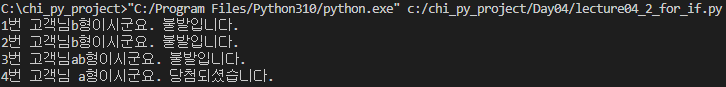 C:\chi_py_project>"C:/Program Files/Python310/python.exe" c:/chi_py_project/Day04/lecture04_2_for_if.py
1번 고객님b형이시군요. 불발입니다.
2번 고객님b형이시군요. 불발입니다.
3번 고객님ab형이시군요. 불발입니다.
4번 고객님 a형이시군요. 당첨되셨습니다.